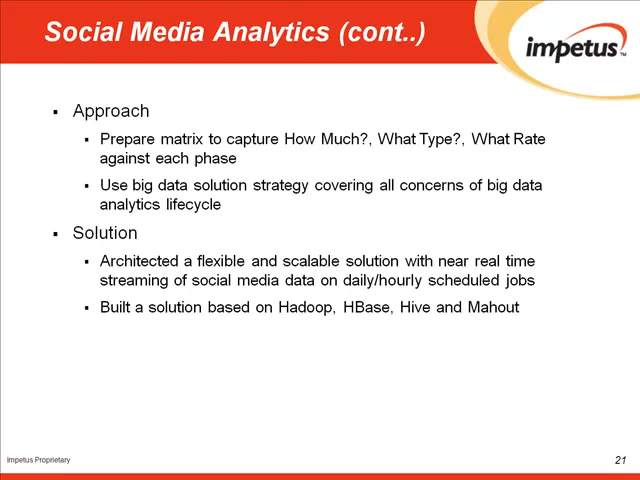 Social Media Analytics (cont..)
impetus™
▪ Approach
▪ Prepare matrix to capture How Much?, What Type?, What Rate
against each phase
▪ Use big data solution strategy covering all concerns of big data
analytics lifecycle
▪ Solution
▪ Architected a flexible and scalable solution with near real time
streaming of social media data on daily/hourly scheduled jobs
▪ Built a solution based on Hadoop, HBase, Hive and Mahout
Impetus Proprietary
21